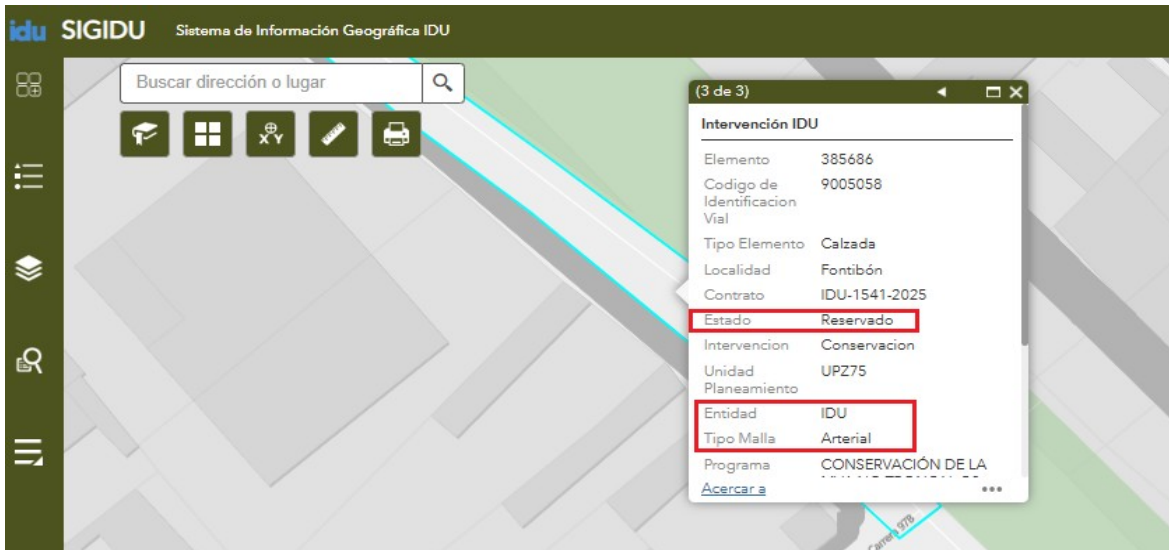 idu SIGIDU Sistema de Información Geográfica IDU
Buscar dirección o lugar
(3 de 3)
Intervención IDU
Elemento 385686
Codigo de 9005058
Identificacion
Vial
Tipo Elemento Calzada
Localidad Fontibón
Contrato IDU-1541-2025
Estado Reservado
Intervencion Conservacion
Unidad UPZ75
Planeamiento
Entidad IDU
Tipo Malla Arterial
Programa CONSERVACIÓN DE LA
Acercar a
Carrera 97B